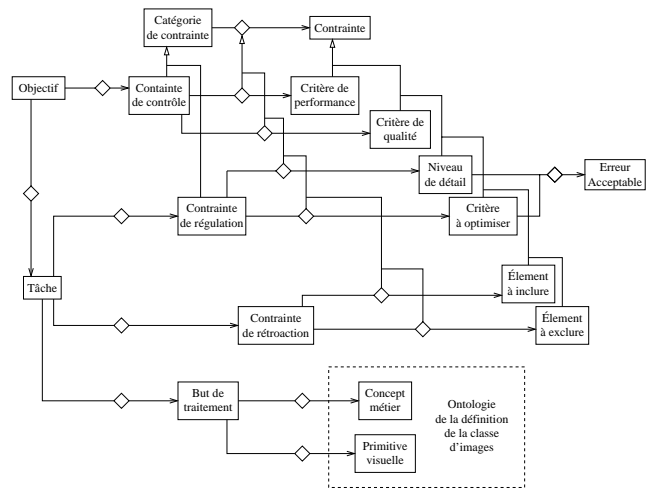 Catégorie
de contrainte
Contrainte
Objectif
Containte
de contrôle
Critère de
performance
Critère de
qualité
Niveau
de détail
Erreur
Acceptable
Contrainte
de régulation
Critère
à optimiser
Tâche
Élement
à inclure
Contrainte
de rétroaction
Élement
à exclure
But de
traitement
Concept
métier
Ontologie
de la définition
de la classe
d'images
Primitive
visuelle